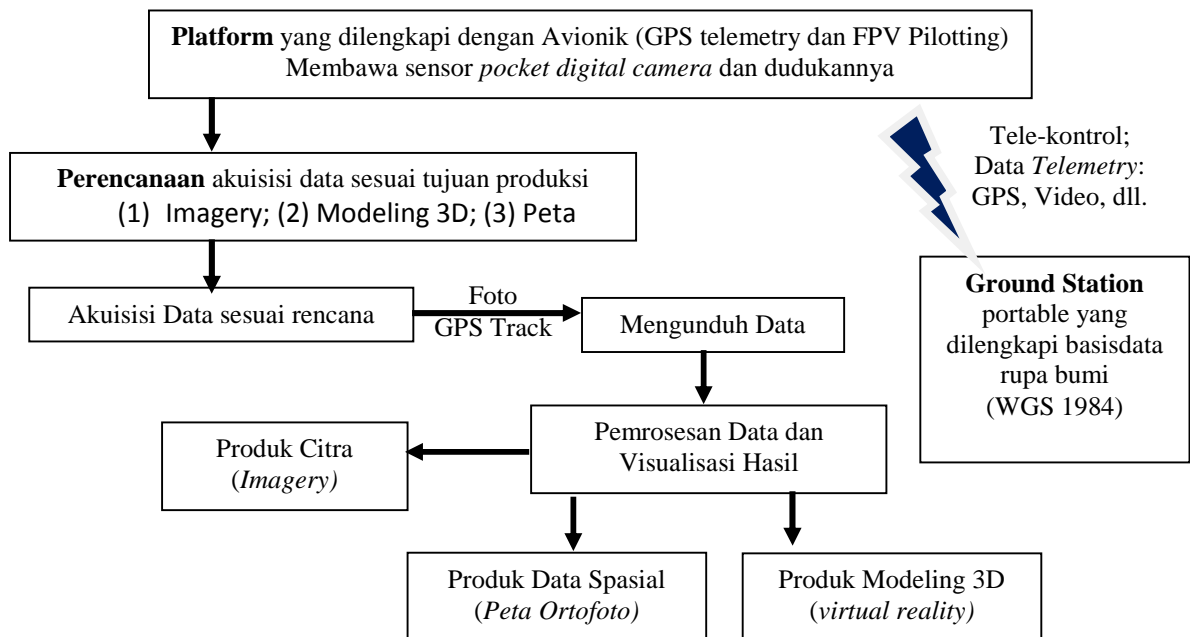 Platform yang dilengkapi dengan Avionik (GPS telemetry dan FPV Pilotting)
Membawa sensor pocket digital camera dan dudukannya
Tele-kontrol;
Data Telemetry:
GPS, Video, dll.
Perencanaan akuisisi data sesuai tujuan produksi
(1) Imagery; (2) Modeling 3D; (3) Peta
Ground Station
portable yang
dilengkapi basisdata
rupa bumi
(WGS 1984)
Akuisisi Data sesuai rencana
Foto
GPS Track
Mengunduh Data
Pemrosesan Data dan
Visualisasi Hasil
Produk Citra
(Imagery)
Produk Data Spasial
(Peta Ortofoto)
Produk Modeling 3D
(virtual reality)